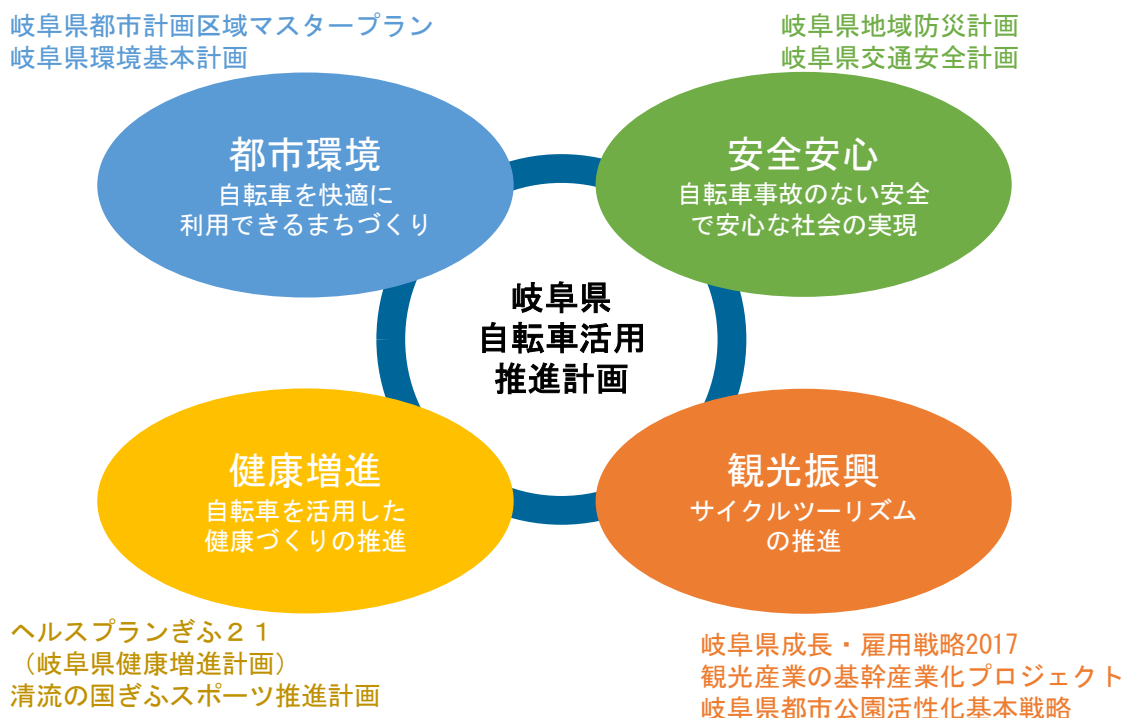 岐阜県都市計画区域マスタープラン
岐阜県環境基本計画
岐阜県地域防災計画
岐阜県交通安全計画
都市環境
自転車を快適に
利用できるまちづくり
安全安心
自転車事故のない安全
で安心な社会の実現
岐阜県
自転車活用
推進計画
健康増進
自転車を活用した
健康づくりの推進
観光振興
サイクルツーリズム
の推進
ヘルスプランぎふ２１
（岐阜県健康増進計画）
清流の国ぎふスポーツ推進計画
岐阜県成長・雇用戦略2017
観光産業の基幹産業化プロジェクト
岐阜県都市公園活性化基本戦略